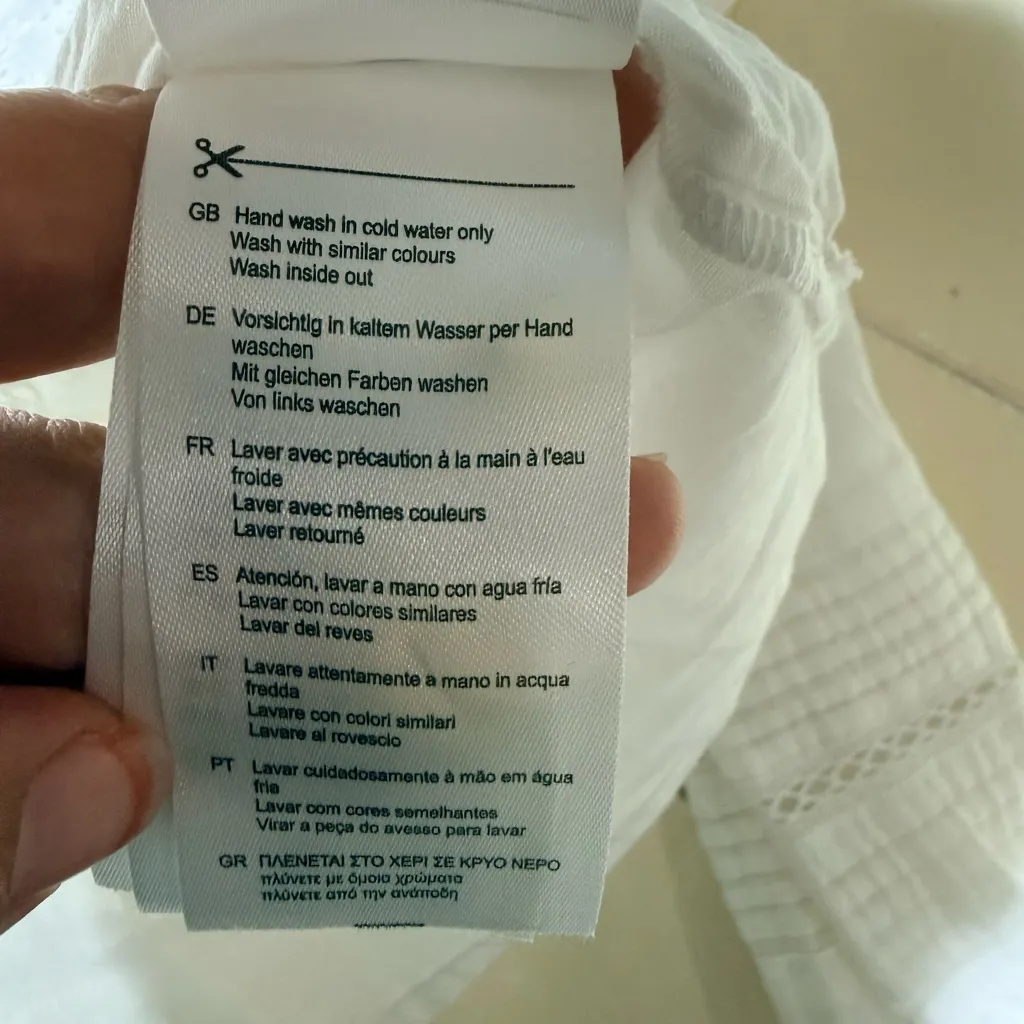 GB Hand wash in cold water only
Wash with similar colours
Wash inside out
DE Vorsichtig in kaltem Wasser per Hand
waschen
Mit gleichen Farben washen
Von links waschen
FR Laver avec précaution à la main à l'eau
froide
Laver avec mêmes couleurs
Laver retourné
ES Atención, lavar a mano con agua fría
Lavar con colores similares
Lavar del reves
IT Lavare attentamente a mano in acqua
fredda
Lavare con colori similari
Lavare al rovescio
PT Lavar cuidadosamente à mão em água
fria
Lavar com cores semelhantes
Virar a peça do avesso para lavar
GR ΠΛΕΝΕΤΑΙ ΣΤΟ ΧΕΡΙ ΣΕ ΚΡΥΟ ΝΕΡΟ
πλύνετε με όμοια χρώματα
πλύνετε από την ανάποδη